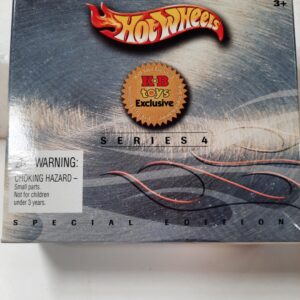 3+
Hot Wheels
K·B
toys
Exclusive
SERIES 4
WARNING:
CHOKING HAZARD –
Small parts.
Not for children
under 3 years.
SPECIAL EDITION